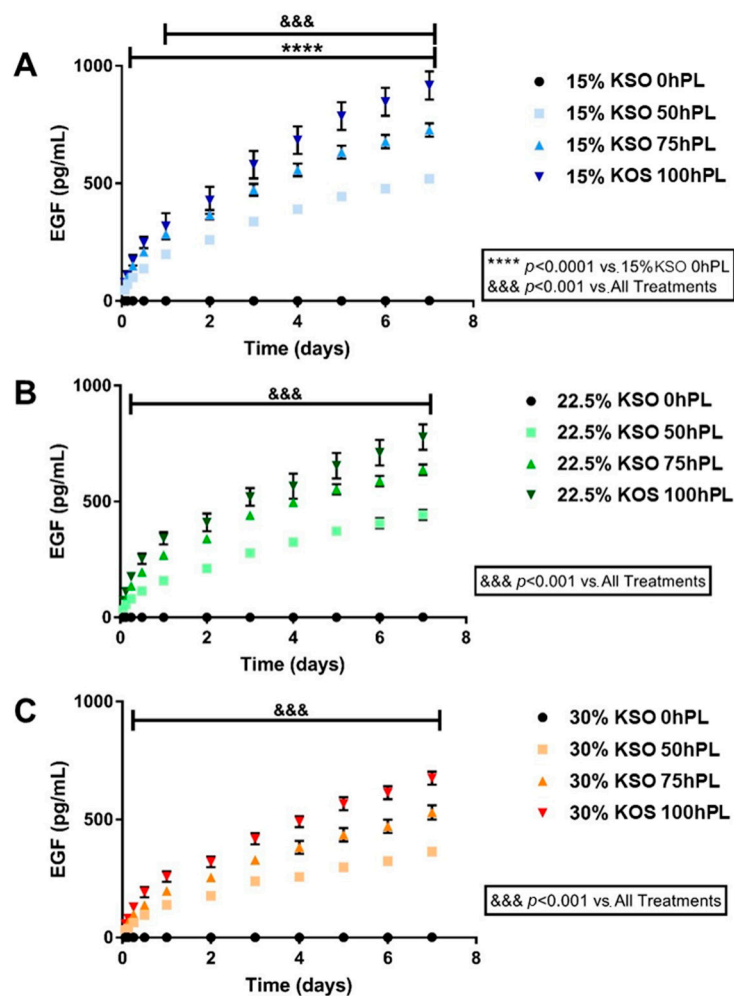 &&&
****
A
1000
500
0
EGF (pg/mL)
0 2 4 6 8
Time (days)
15% KSO 0hPL
15% KSO 50hPL
15% KSO 75hPL
15% KOS 100hPL
**** p<0.0001 vs.15%KSO 0hPL
&&& p<0.001 vs.All Treatments
B
&&&
1000
500
0
EGF (pg/mL)
0 2 4 6 8
Time (days)
22.5% KSO 0hPL
22.5% KSO 50hPL
22.5% KSO 75hPL
22.5% KOS 100hPL
&&& p<0.001 vs.All Treatments
C
&&&
1000
500
0
EGF (pg/mL)
0 2 4 6 8
Time (days)
30% KSO 0hPL
30% KSO 50hPL
30% KSO 75hPL
30% KOS 100hPL
&&& p<0.001 vs.All Treatments